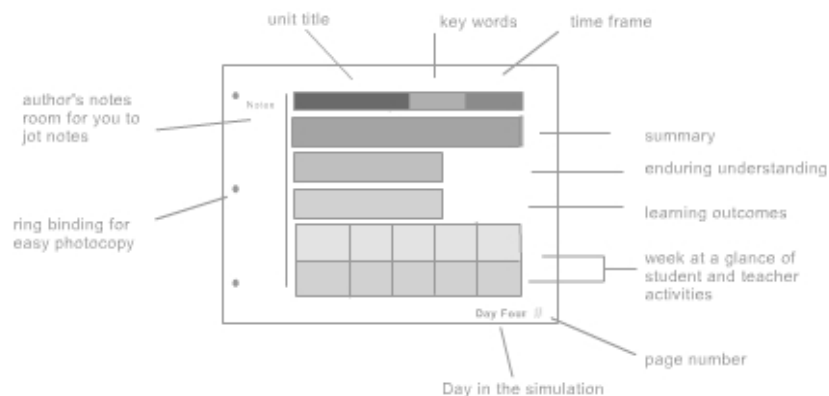 unit title
key words
time frame
author's notes
room for you to
jot notes
Notes
summary
enduring understanding
learning outcomes
ring binding for
easy photocopy
week at a glance of
student and teacher
activities
Day Four
page number
Day in the simulation